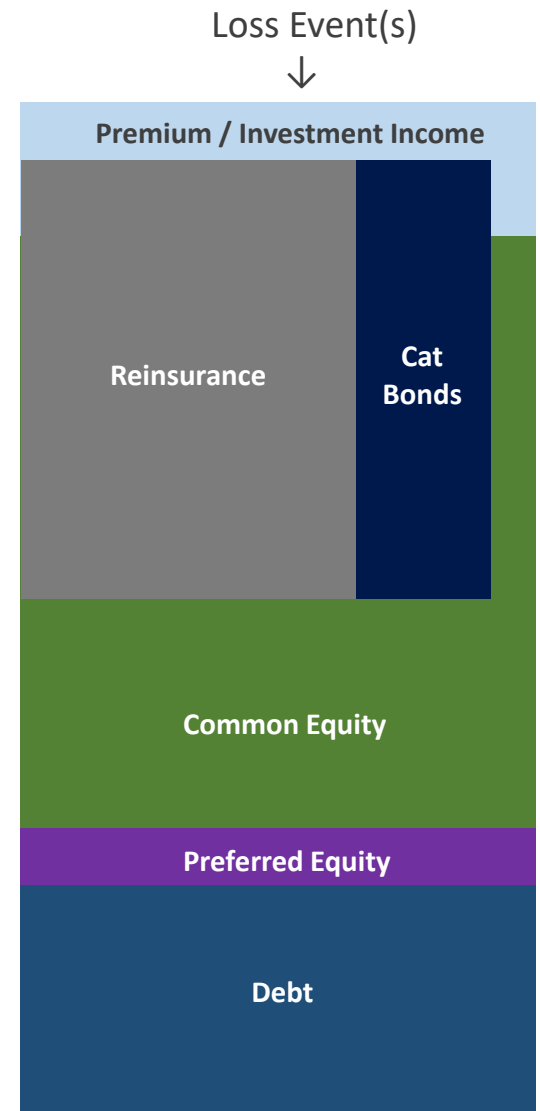 Loss Event(s)
↓
Premium / Investment Income
Reinsurance
Cat
Bonds
Common Equity
Preferred Equity
Debt